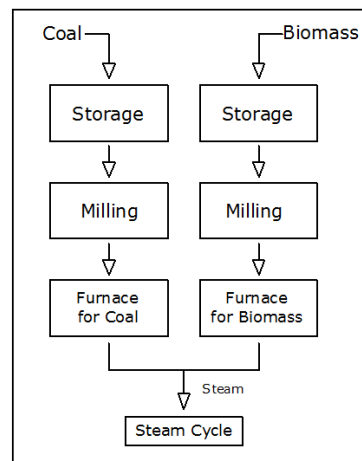 Coal
Biomass
Storage
Storage
Milling
Milling
Furnace
for Coal
Furnace
for Biomass
Steam
Steam Cycle